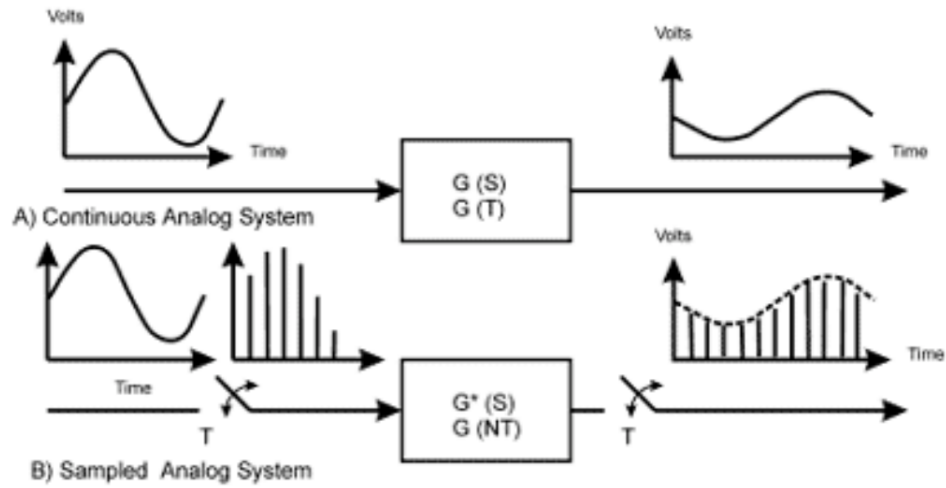 Volts
Volts
Time
Time
G (S)
G (T)
A) Continuous Analog System
Volts
Time
Time
G* (S)
G (NT)
T
T
B) Sampled Analog System